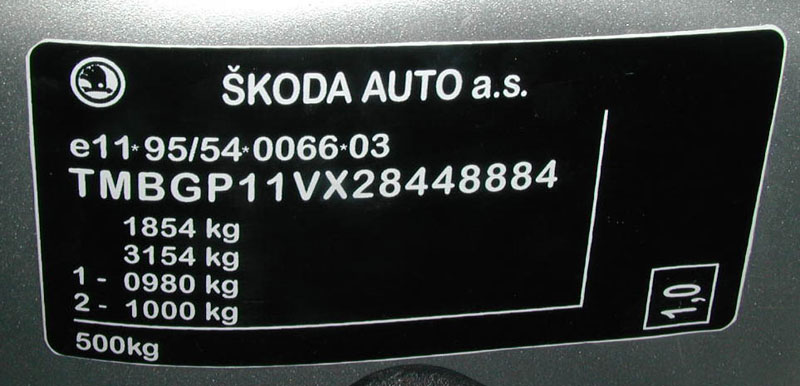 ŠKODA AUTO a.s.
e11*95/54*0066*03
TMBGP11VX28448884
1854 kg
3154 kg
1 - 0980 kg
2 - 1000 kg
500kg
1,0